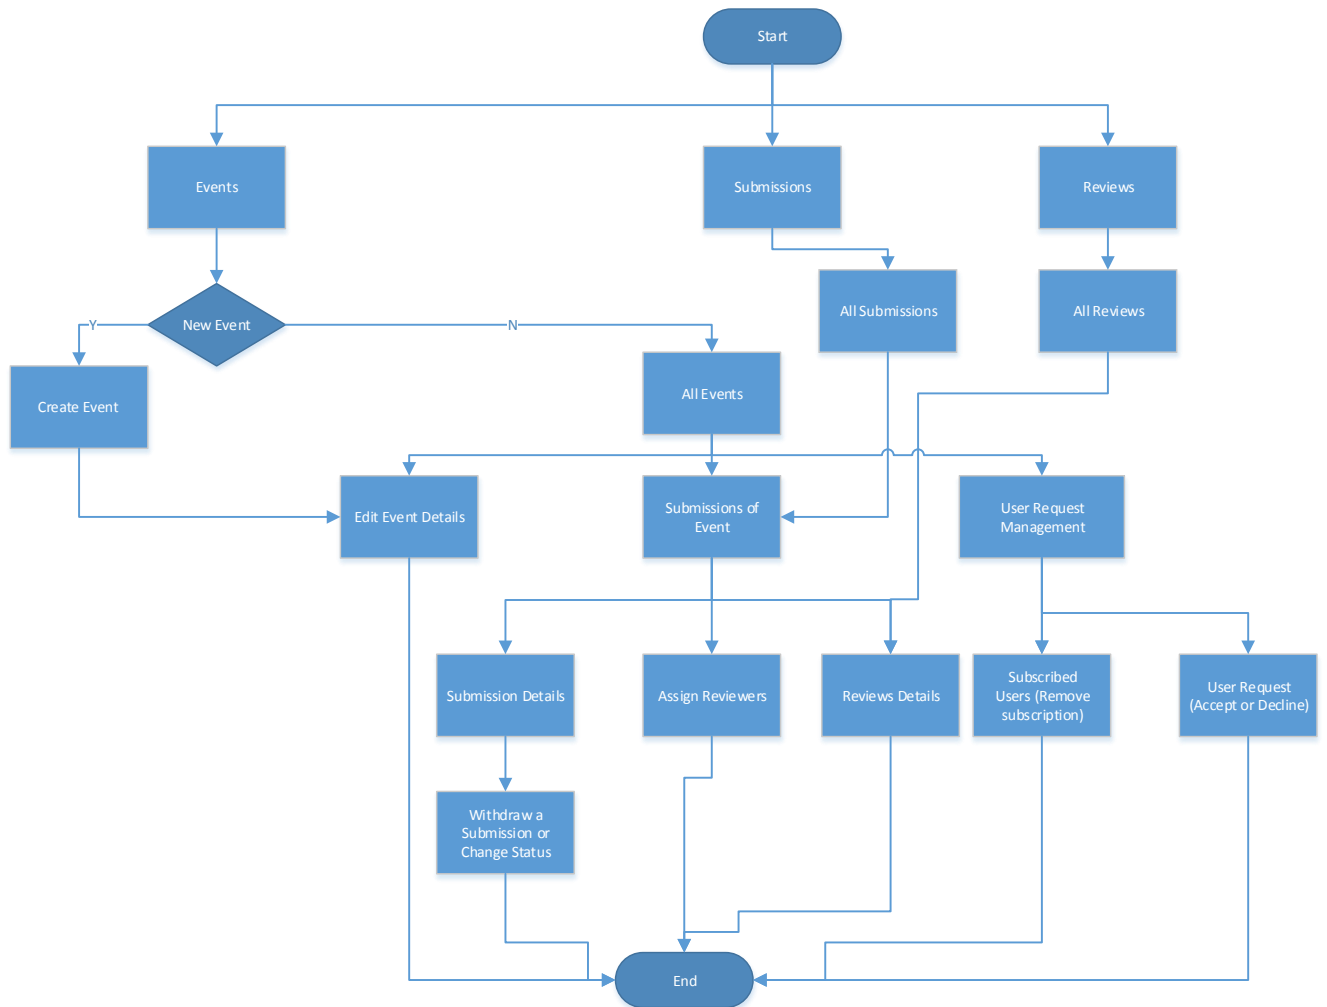 Start
Events
Submissions
Reviews
New Event
Y
N
All Submissions
All Reviews
Create Event
All Events
Edit Event Details
Submissions of
Event
User Request
Management
Submission Details
Assign Reviewers
Reviews Details
Subscribed
Users (Remove
subscription)
User Request
(Accept or Decline)
Withdraw a
Submission or
Change Status
End